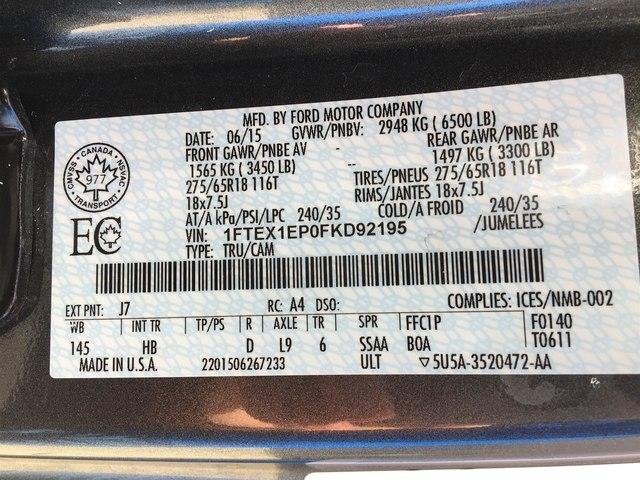 MFD. BY FORD MOTOR COMPANY
DATE: 06/15 GVWR/PNBV: 2948 KG ( 6500 LB)
FRONT GAWR/PNBE AV -- REAR GAWR/PNBE AR
1565 KG ( 3450 LB) 1497 KG ( 3300 LB)
275/65R18 116T TIRES/PNEUS 275/65R18 116T
18x7.5J RIMS/JANTES 18x7.5J
AT/A kPa/PSI/LPC 240/35 COLD/A FROID 240/35
VIN: 1FTEX1EP0FKD92195 /JUMELEES
TYPE: TRU/CAM
CANADA
CMVSS NSVAC
977
TRANSPORT
EC
EXT PNT: J7 RC: A4 DSO: COMPLIES: ICES/NMB-002
WB INT TR TP/PS R AXLE TR SPR FFC1P F0140
145 HB D L9 6 SSAA BOA T0611
MADE IN U.S.A. 2201506267233 ULT ▽5U5A-3520472-AA